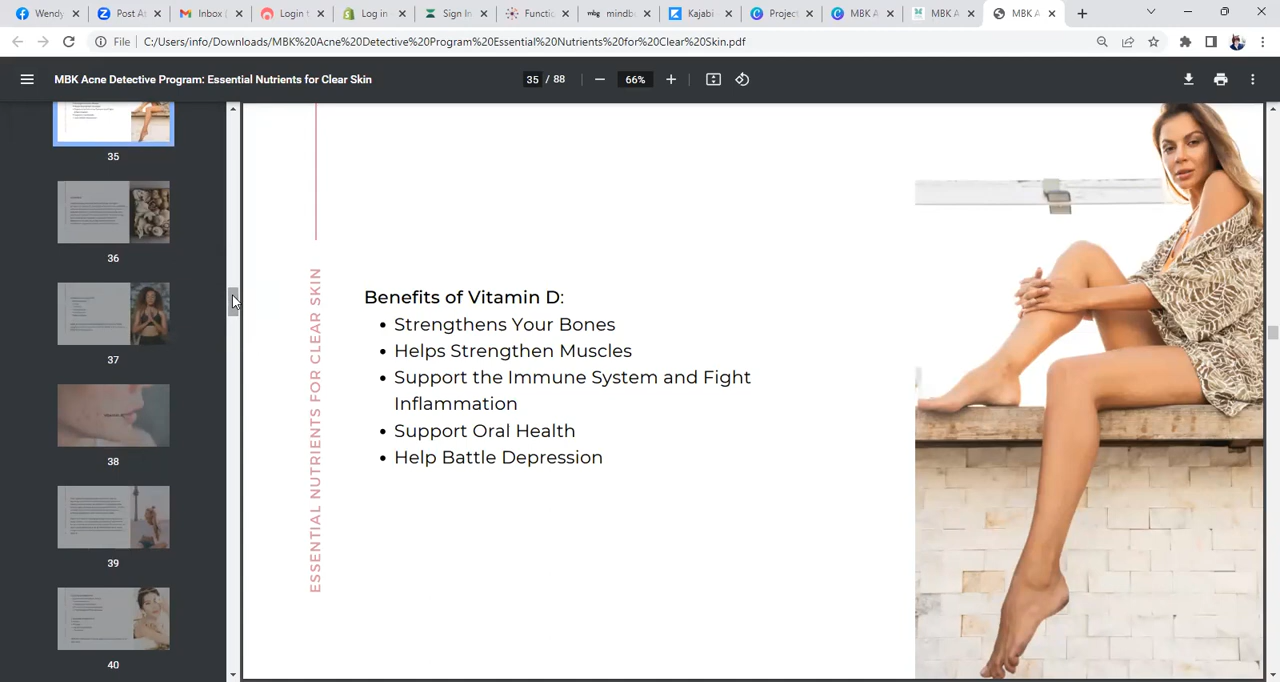 Wendy
Post A
Inbox (
Login t
Log in
Sign In
Functi
mbg
mindb
Kajabi
Project
MBK A
MBK A
MBK A
File
C:/Users/info/Downloads/MBK%20Acne%20Detective%20Program%20Essential%20Nutrients%20for%20Clear%20Skin.pdf
MBK Acne Detective Program: Essential Nutrients for Clear Skin
35 / 88
66%
35
36
37
38
39
40
ESSENTIAL NUTRIENTS FOR CLEAR SKIN
Benefits of Vitamin D:
• Strengthens Your Bones
• Helps Strengthen Muscles
• Support the Immune System and Fight
Inflammation
• Support Oral Health
• Help Battle Depression